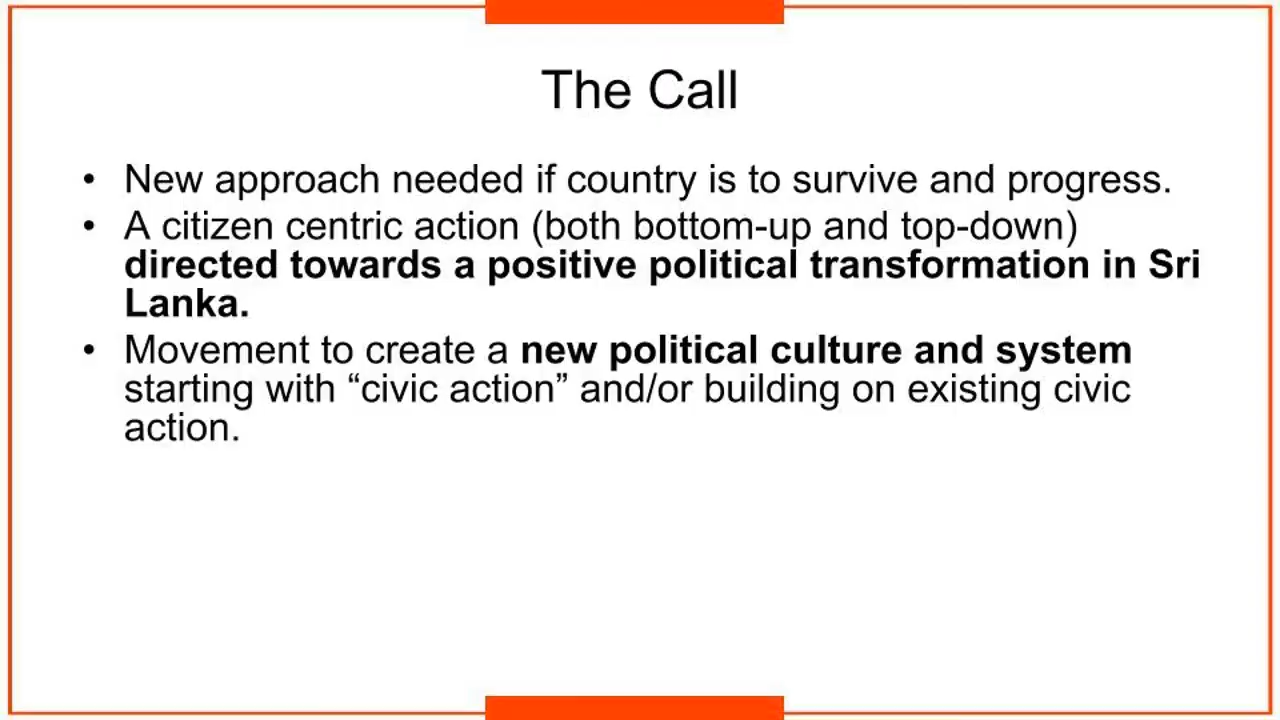 The Call
• New approach needed if country is to survive and progress.
• A citizen centric action (both bottom-up and top-down)
directed towards a positive political transformation in Sri
Lanka.
• Movement to create a new political culture and system
starting with “civic action” and/or building on existing civic
action.